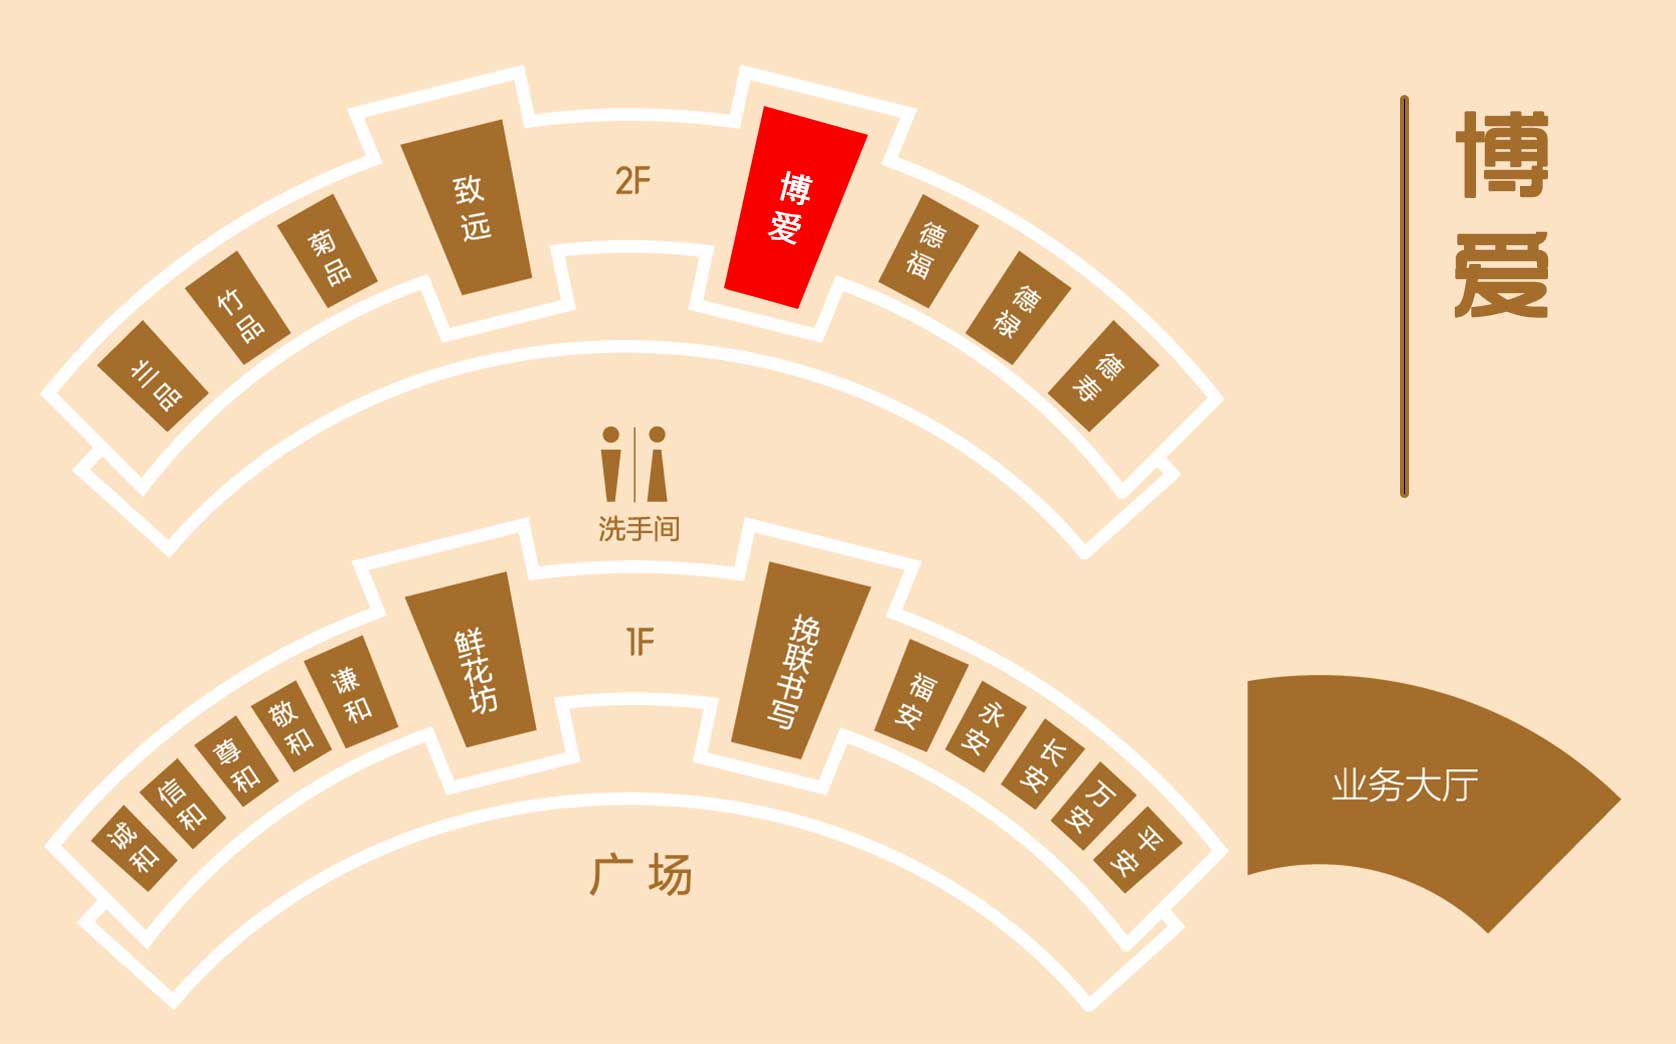 博爱
致远
2F
博爱
菊品
竹品
兰品
德福
德禄
德寿
洗手间
鲜花坊
1F
挽联书写
谦和
敬和
尊和
信和
诚和
福安
永安
长安
万安
平安
业务大厅
广场